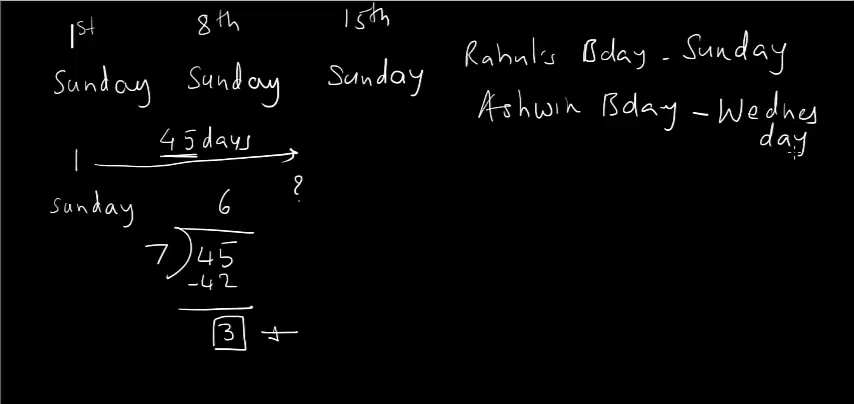 1st 8th 15th
Sunday Sunday Sunday
Rahul's Bday - Sunday
Ashwin Bday - Wednes
day
45 days
1
?
Sunday
6
7)45
-42
3